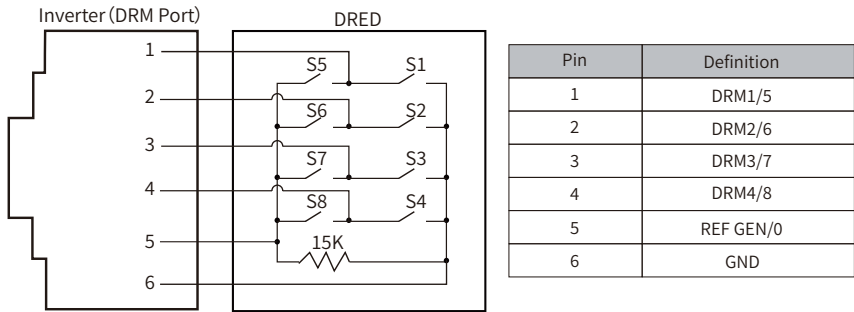 Inverter (DRM Port)
DRED
1
S5
S1
2
S6
S2
3
S7
S3
4
S8
S4
5
15K
6
Pin Definition
1 DRM1/5
2 DRM2/6
3 DRM3/7
4 DRM4/8
5 REF GEN/0
6 GND